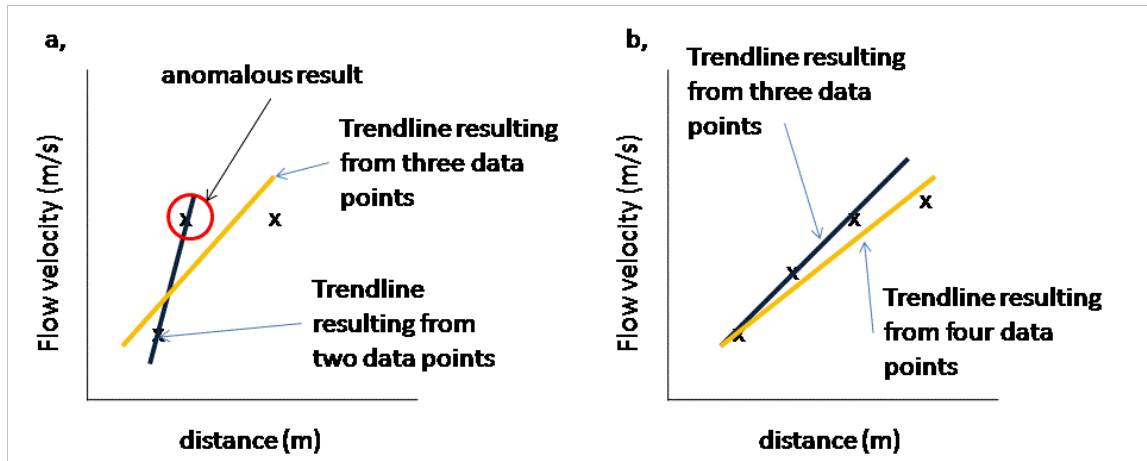 a,
anomalous result
Trendline resulting
from three data
points
x
x
x
Trendline
resulting from
two data points
Flow velocity (m/s)
distance (m)
b,
Trendline resulting
from three data
points
x
x
x
x
Trendline resulting
from four data
points
Flow velocity (m/s)
distance (m)